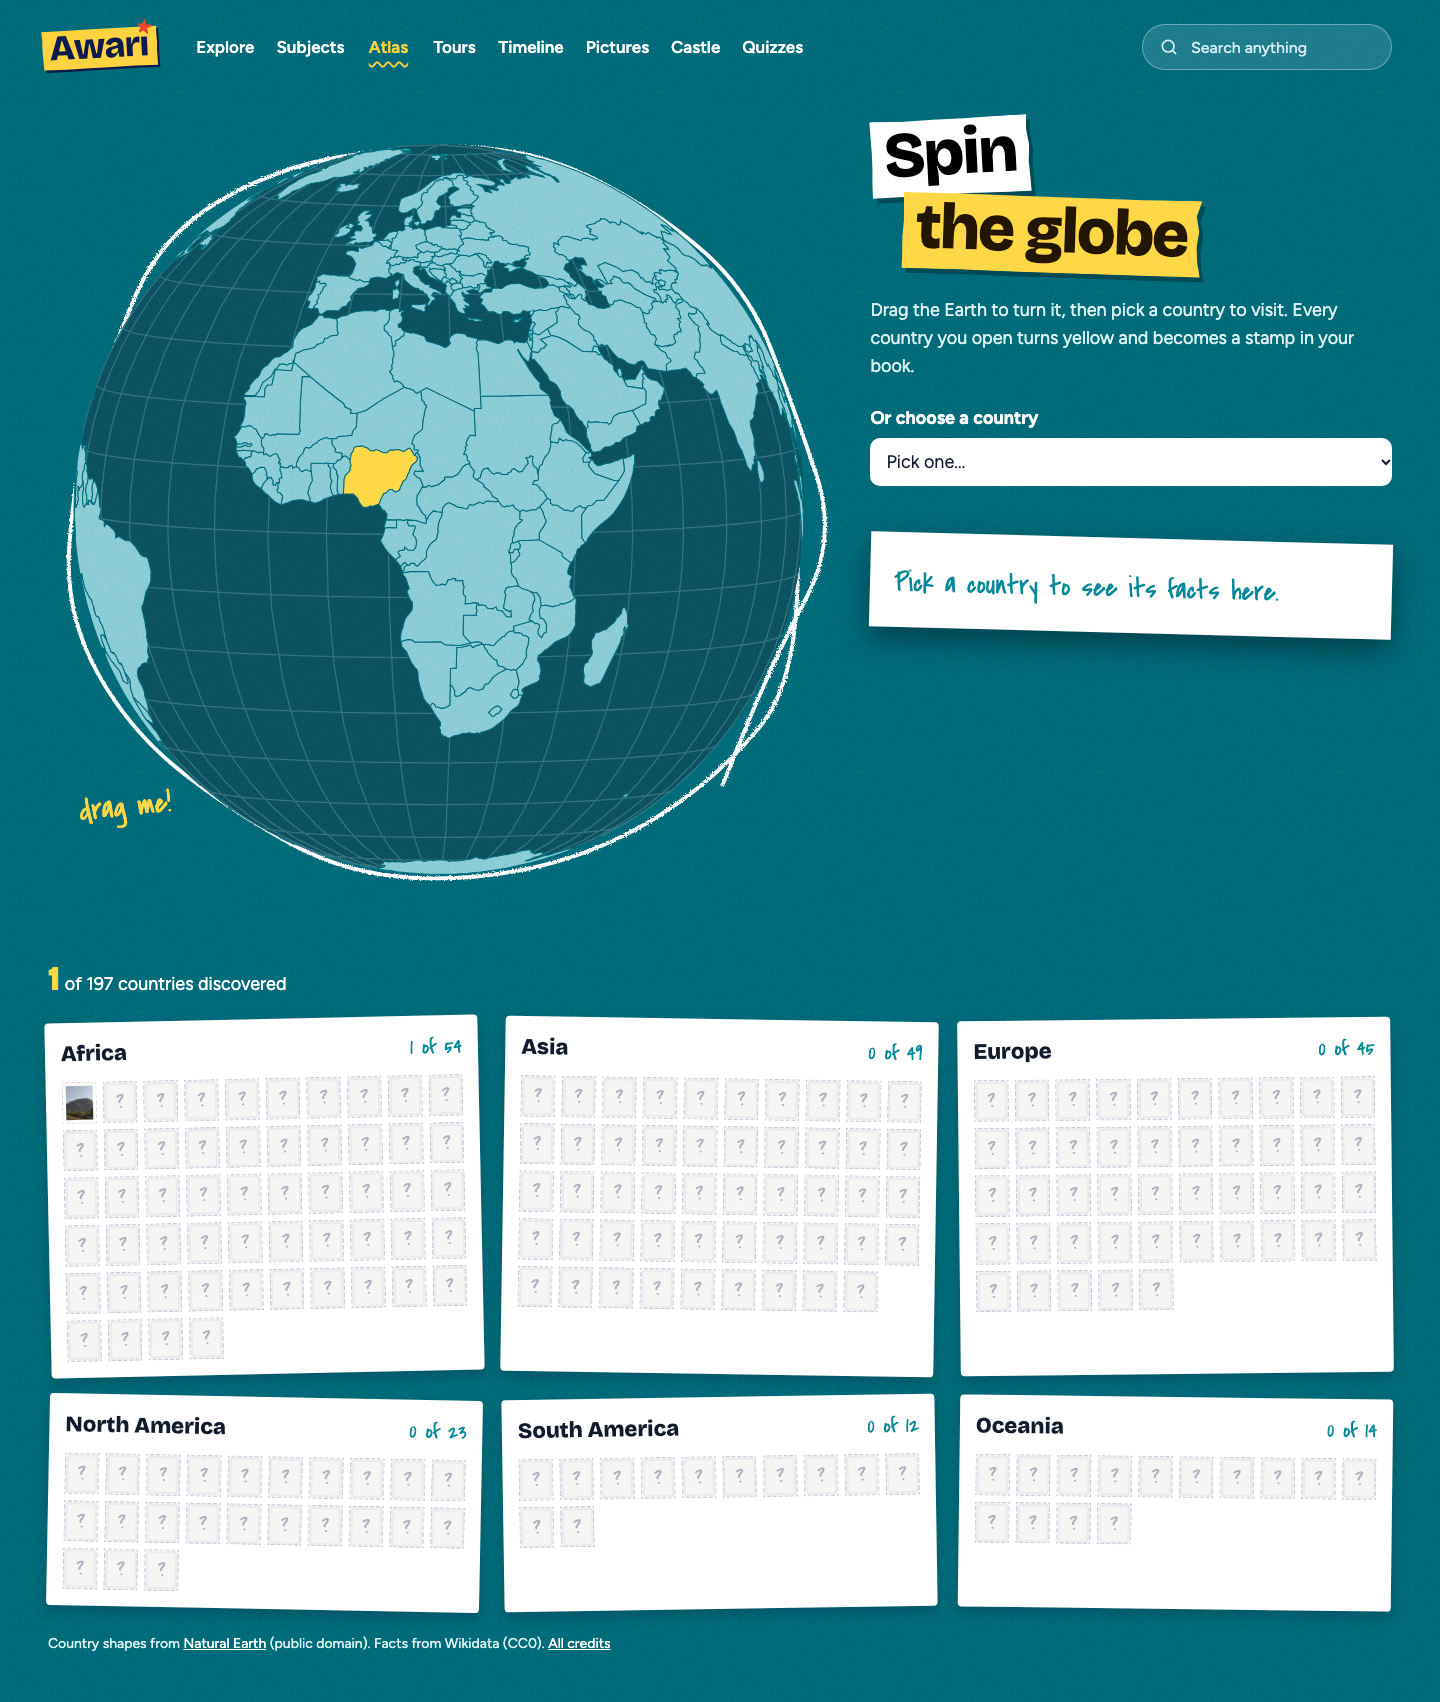 Awari
Explore Subjects Atlas Tours Timeline Pictures Castle Quizzes
Search anything
Spin
the globe
Drag the Earth to turn it, then pick a country to visit. Every
country you open turns yellow and becomes a stamp in your
book.
Or choose a country
Pick one...
Pick a country to see its facts here.
drag me!
1 of 197 countries discovered
Africa 1 of 54
? ? ? ? ? ? ? ? ?
? ? ? ? ? ? ? ? ? ?
? ? ? ? ? ? ? ? ? ?
? ? ? ? ? ? ? ? ? ?
? ? ? ? ? ? ? ? ? ?
? ? ? ?
Asia 0 of 49
? ? ? ? ? ? ? ? ? ?
? ? ? ? ? ? ? ? ? ?
? ? ? ? ? ? ? ? ? ?
? ? ? ? ? ? ? ? ? ?
? ? ? ? ? ? ? ? ?
Europe 0 of 45
? ? ? ? ? ? ? ? ? ?
? ? ? ? ? ? ? ? ? ?
? ? ? ? ? ? ? ? ? ?
? ? ? ? ? ? ? ? ? ?
? ? ? ? ?
North America 0 of 23
? ? ? ? ? ? ? ? ? ?
? ? ? ? ? ? ? ? ? ?
? ? ?
South America 0 of 12
? ? ? ? ? ? ? ? ? ?
? ?
Oceania 0 of 14
? ? ? ? ? ? ? ? ? ?
? ? ? ?
Country shapes from Natural Earth (public domain). Facts from Wikidata (CC0). All credits